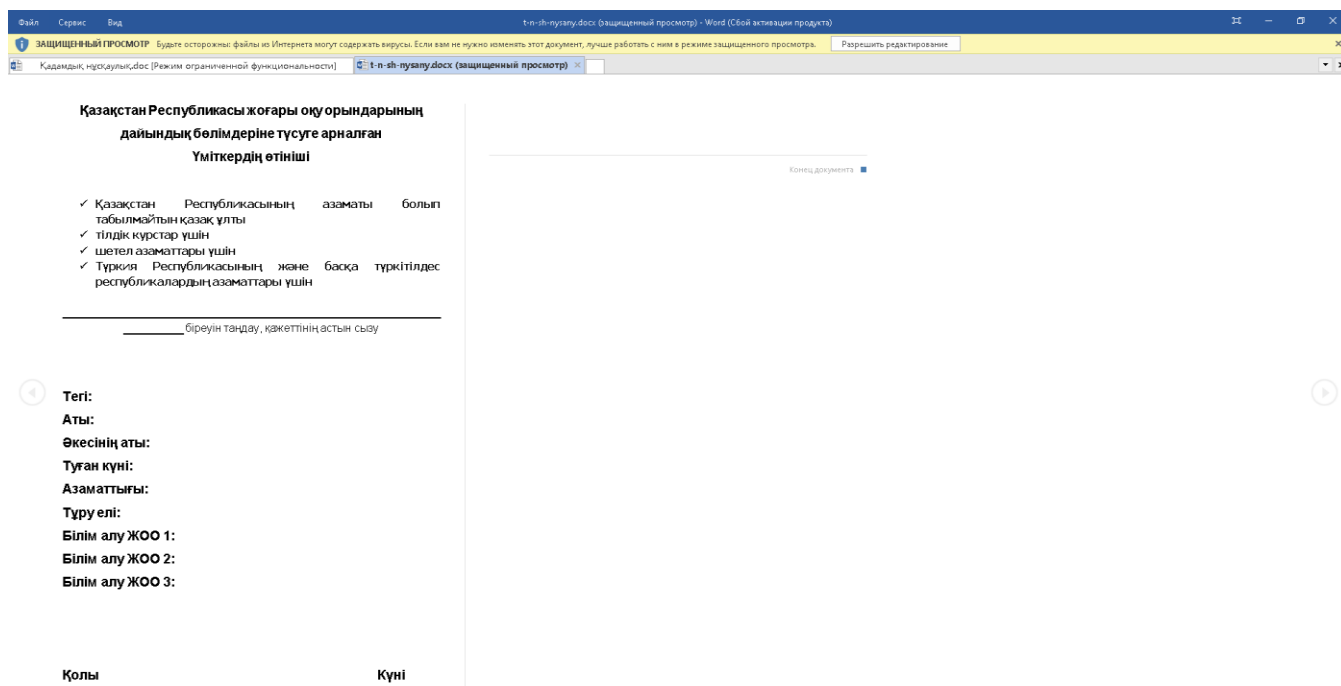 Файл Сервис Вид t-n-sh-nysany.docx (защищенный просмотр) - Word (Сбой активации продукта)
ЗАЩИЩЕННЫЙ ПРОСМОТР Будьте осторожны: файлы из Интернета могут содержать вирусы. Если вам не нужно изменять этот документ, лучше работать с ним в режиме защищенного просмотра. Разрешить редактирование
Қадамдық нұсқаулық.doc [Режим ограниченной функциональности] t-n-sh-nysany.docx (защищенный просмотр)
Қазақстан Республикасы жоғары оқу орындарының
дайындық бөлімдеріне түсуге арналған
Үміткердің өтініші
Конец документа
✓ Қазақстан Республикасының азаматы болып
табылмайтын қазақ ұлты
✓ тілдік курстар үшін
✓ шетел азаматтары үшін
✓ Түркия Республикасының және басқа түркітілдес
республикалардың азаматтары үшін
__________ біреуін таңдау, қажеттінің астын сызу
Тегі:
Аты:
Әкесінің аты:
Туған күні:
Азаматтығы:
Тұру елі:
Білім алу ЖОО 1:
Білім алу ЖОО 2:
Білім алу ЖОО 3:
Қолы Күні